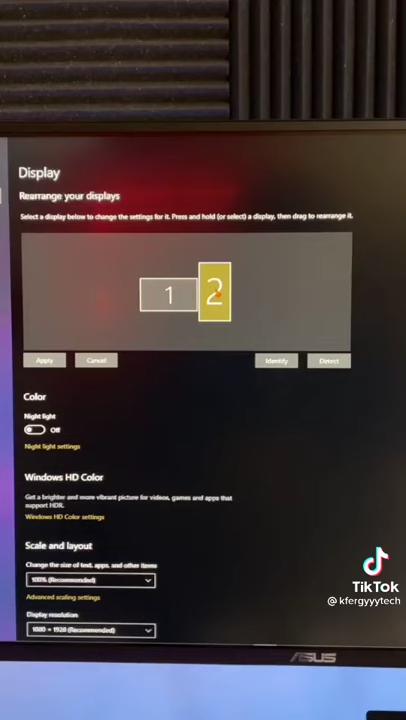 Display
Rearrange your displays
Select a display below to change the settings for it. Press and hold (or select) a display, then drag to rearrange it.
1
2
Apply
Cancel
Identify
Detect
Color
Night light
Off
Night light settings
Windows HD Color
Get a brighter and more vibrant picture for videos, games and apps that
support HDR.
Windows HD Color settings
Scale and layout
Change the size of text, apps, and other items
100% (Recommended)
Advanced scaling settings
Display resolution
1080 × 1920 (Recommended)
TikTok
@ kfergyyytech
ASUS